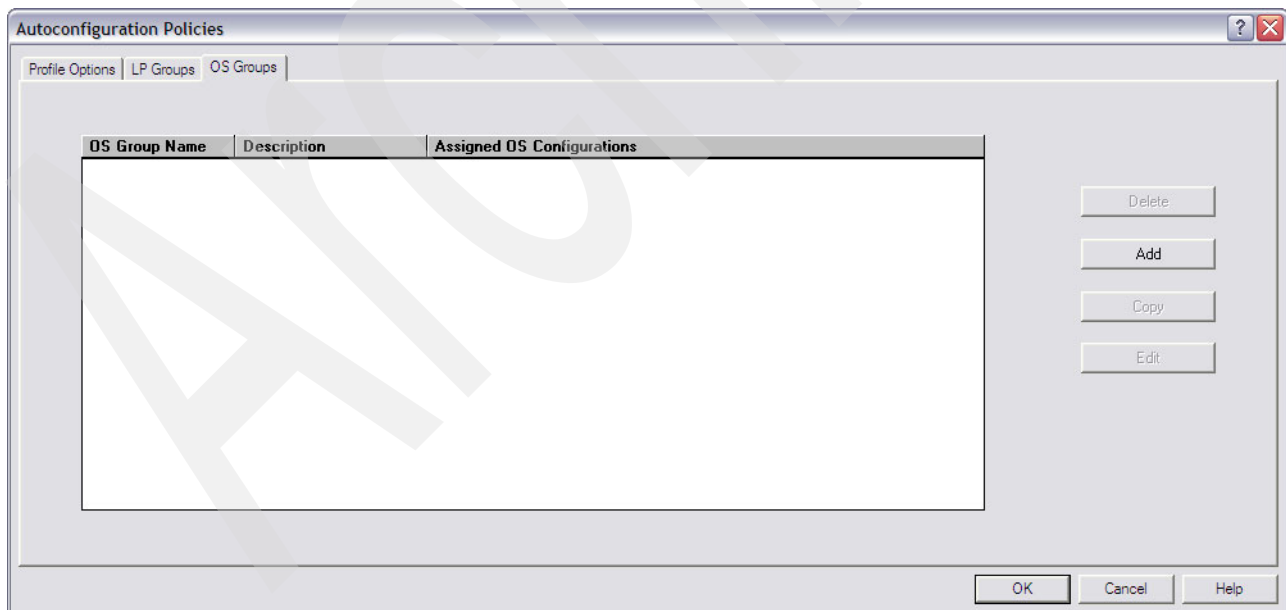 Autoconfiguration Policies
?
Profile Options LP Groups OS Groups
OS Group Name Description Assigned OS Configurations
Delete
Add
Copy
Edit
OK Cancel Help